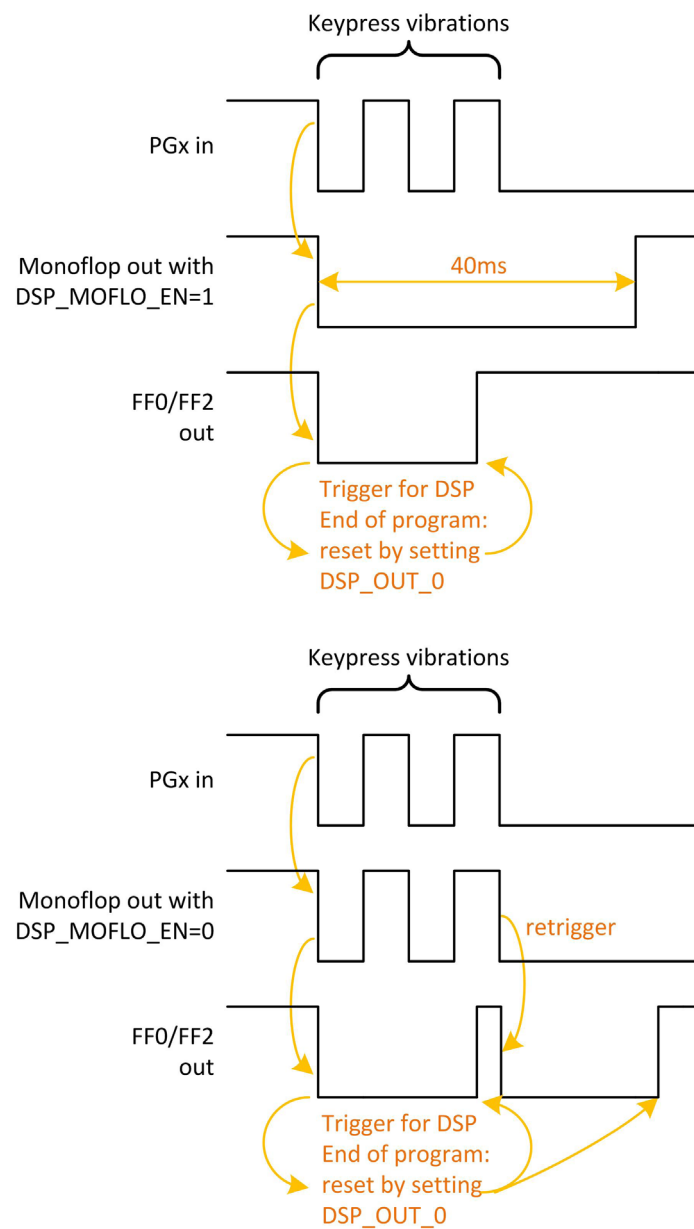 Keypress vibrations
PGx in
Monoflop out with
DSP_MOFLO_EN=1
40ms
FF0/FF2
out
Trigger for DSP
End of program:
reset by setting
DSP_OUT_0
Keypress vibrations
PGx in
Monoflop out with
DSP_MOFLO_EN=0
retrigger
FF0/FF2
out
Trigger for DSP
End of program:
reset by setting
DSP_OUT_0